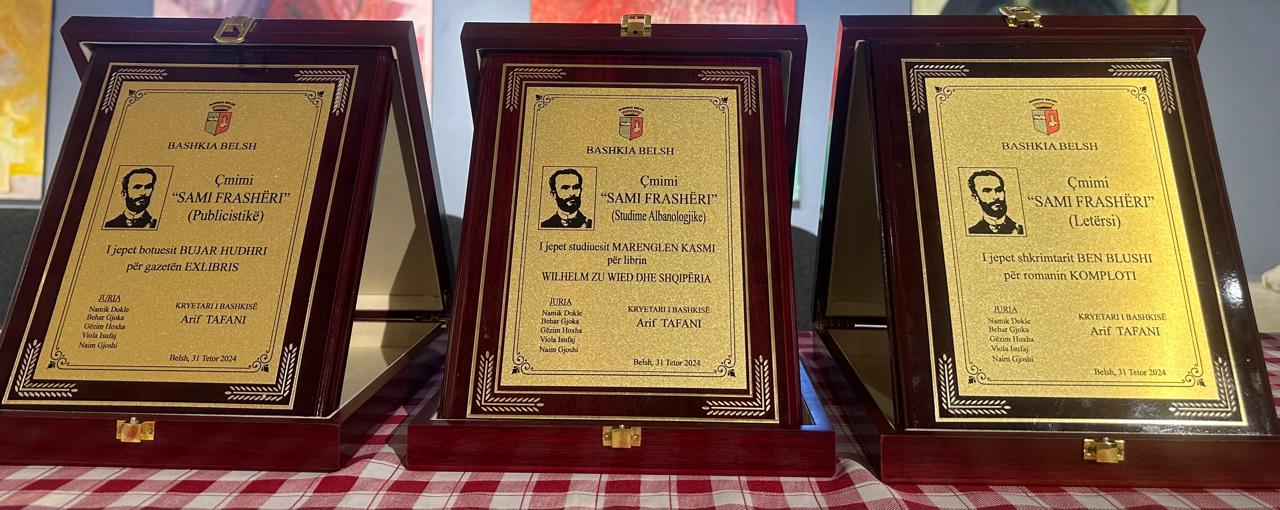 BASHKIA BELSH
Çmimi
“SAMI FRASHËRI”
(Publicistikë)
I jepet botuesit BUJAR HUDHRI
për gazetën EXLIBRIS
JURIA
Namik Dokle
Behar Gjoka
Gëzim Hoxha
Viola Isufaj
Naim Gjoshi
KRYETARI I BASHKISË
Arif TAFANI
Belsh, 31 Tetor 2024
BASHKIA BELSH
Çmimi
“SAMI FRASHËRI”
(Studime Albanologjike)
I jepet studiuesit MARENGLEN KASMI
për librin
WILHELM ZU WIED DHE SHQIPËRIA
JURIA
Namik Dokle
Behar Gjoka
Gëzim Hoxha
Viola Isufaj
Naim Gjoshi
KRYETARI I BASHKISË
Arif TAFANI
Belsh, 31 Tetor 2024
BASHKIA BELSH
Çmimi
“SAMI FRASHËRI”
(Letërsi)
I jepet shkrimtarit BEN BLUSHI
për romanin KOMPLOTI
JURIA
Namik Dokle
Behar Gjoka
Gëzim Hoxha
Viola Isufaj
Naim Gjoshi
KRYETARI I BASHKISË
Arif TAFANI
Belsh, 31 Tetor 2024